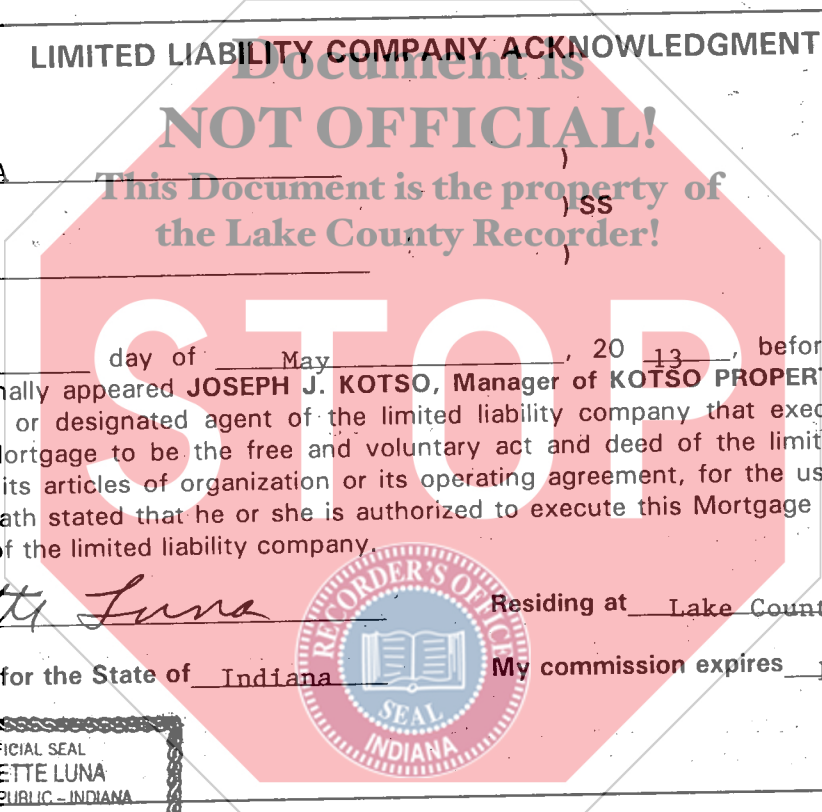 LIMITED LIABILITY COMPANY ACKNOWLEDGMENT
Document is
NOT OFFICIAL!
This Document is the property of
the Lake County Recorder!
A )
) SS
)
STOP
day of May , 20 13 , befor
nally appeared JOSEPH J. KOTSO, Manager of KOTSO PROPERT
or designated agent of the limited liability company that exec
Mortgage to be the free and voluntary act and deed of the limit
its articles of organization or its operating agreement, for the us
ath stated that he or she is authorized to execute this Mortgage
of the limited liability company.
tte Luna
Residing at Lake Count
for the State of Indiana
My commission expires
RECORDER'S OFFICE
SEAL
INDIANA
FICIAL SEAL
ETTE LUNA
PUBLIC - INDIANA